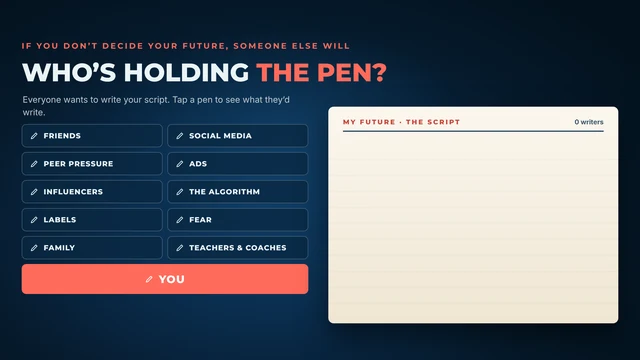 IF YOU DON'T DECIDE YOUR FUTURE, SOMEONE ELSE WILL
WHO'S HOLDING THE PEN?
Everyone wants to write your script. Tap a pen to see what they'd
write.
FRIENDS
SOCIAL MEDIA
PEER PRESSURE
ADS
INFLUENCERS
THE ALGORITHM
LABELS
FEAR
FAMILY
TEACHERS & COACHES
YOU
MY FUTURE · THE SCRIPT
0 writers